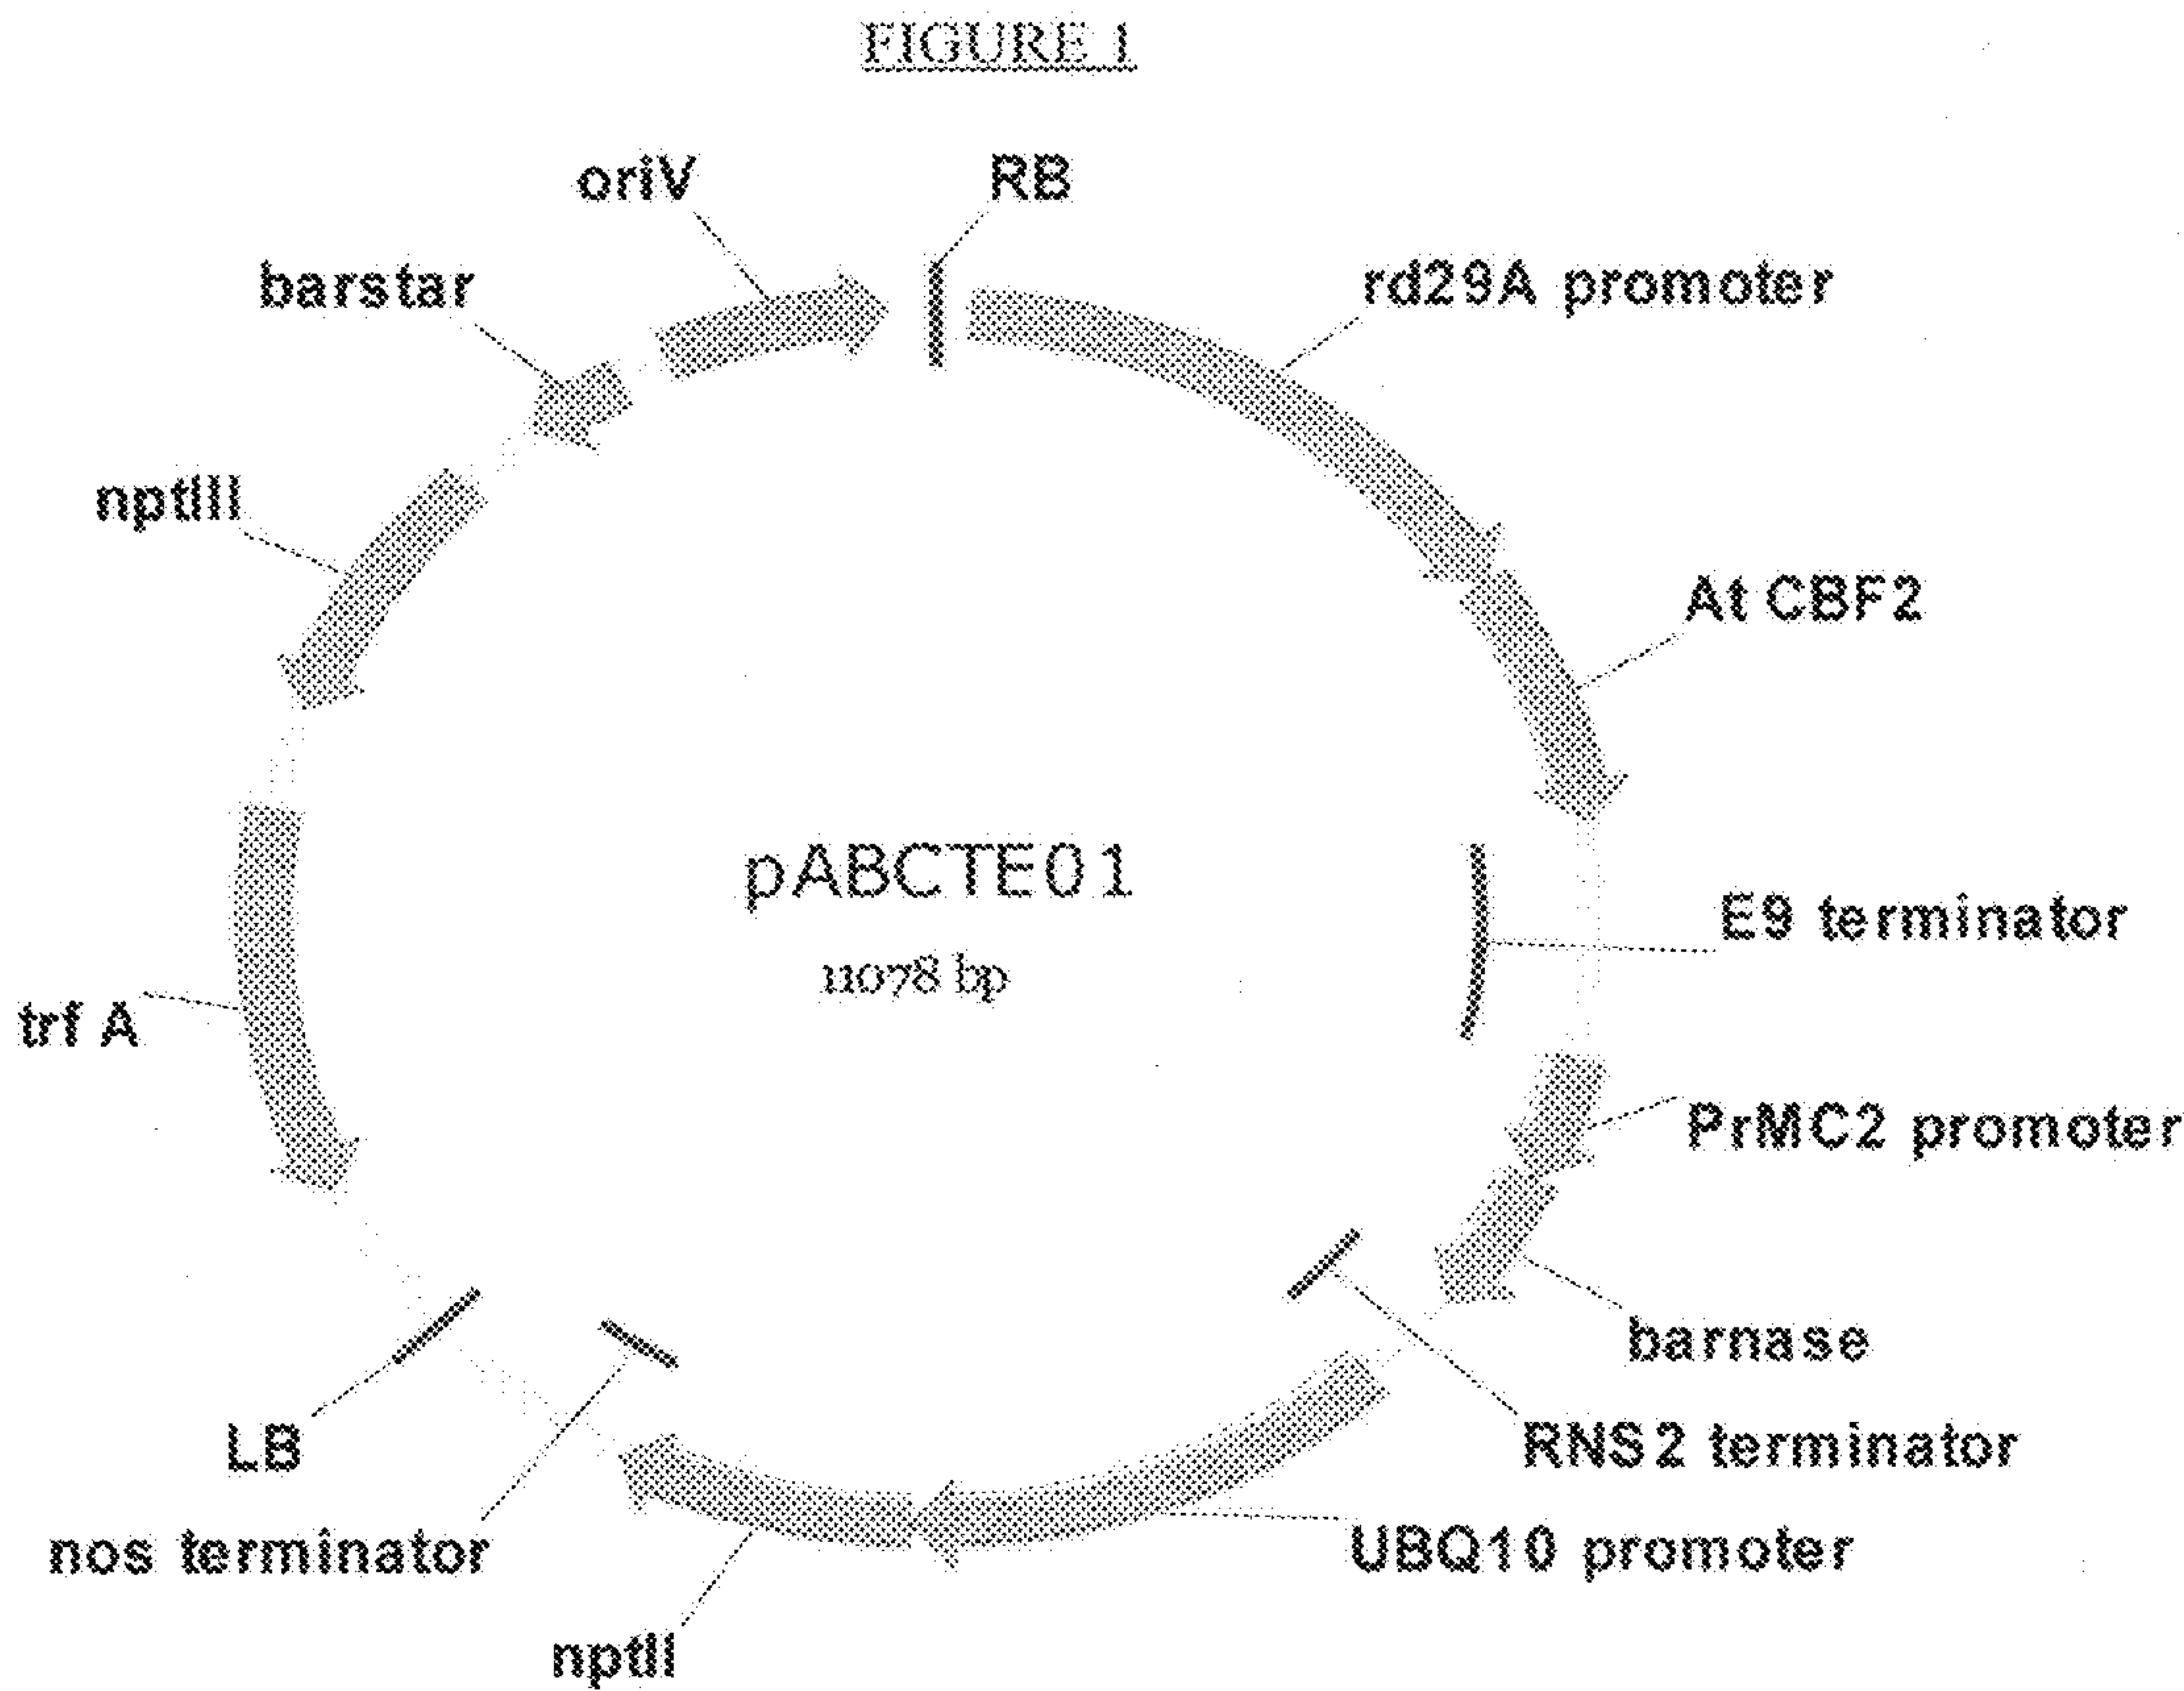 FIGURE 1
oriV
RB
barstar
rd29A promoter
nptIII
At CBF2
pABCTE01
E9 terminator
11078 bp
trf A
PrMC2 promoter
barnase
LB
RNS2 terminator
nos terminator
UBQ10 promoter
nptII